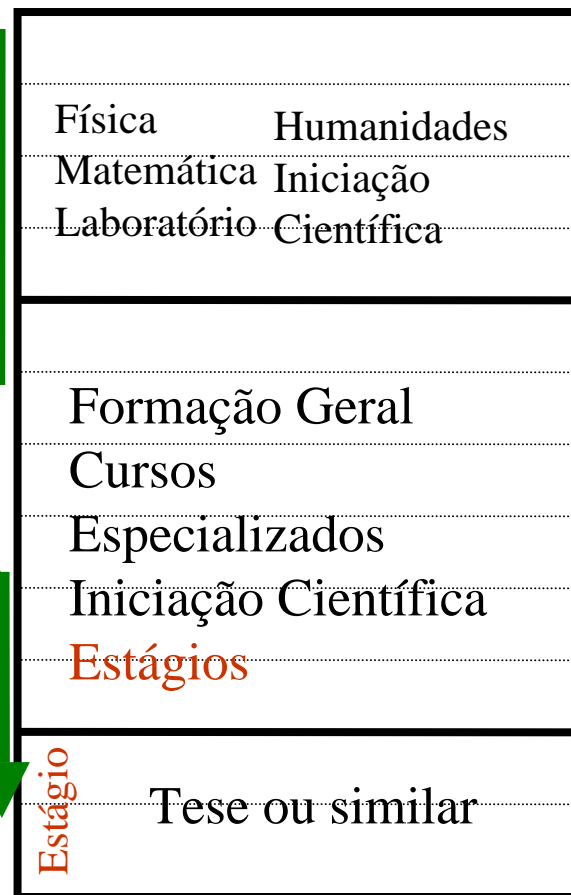 Física
Matemática
Laboratório
Humanidades
Iniciação
Científica
Formação Geral
Cursos
Especializados
Iniciação Científica
Estágios
Estágio
Tese ou similar